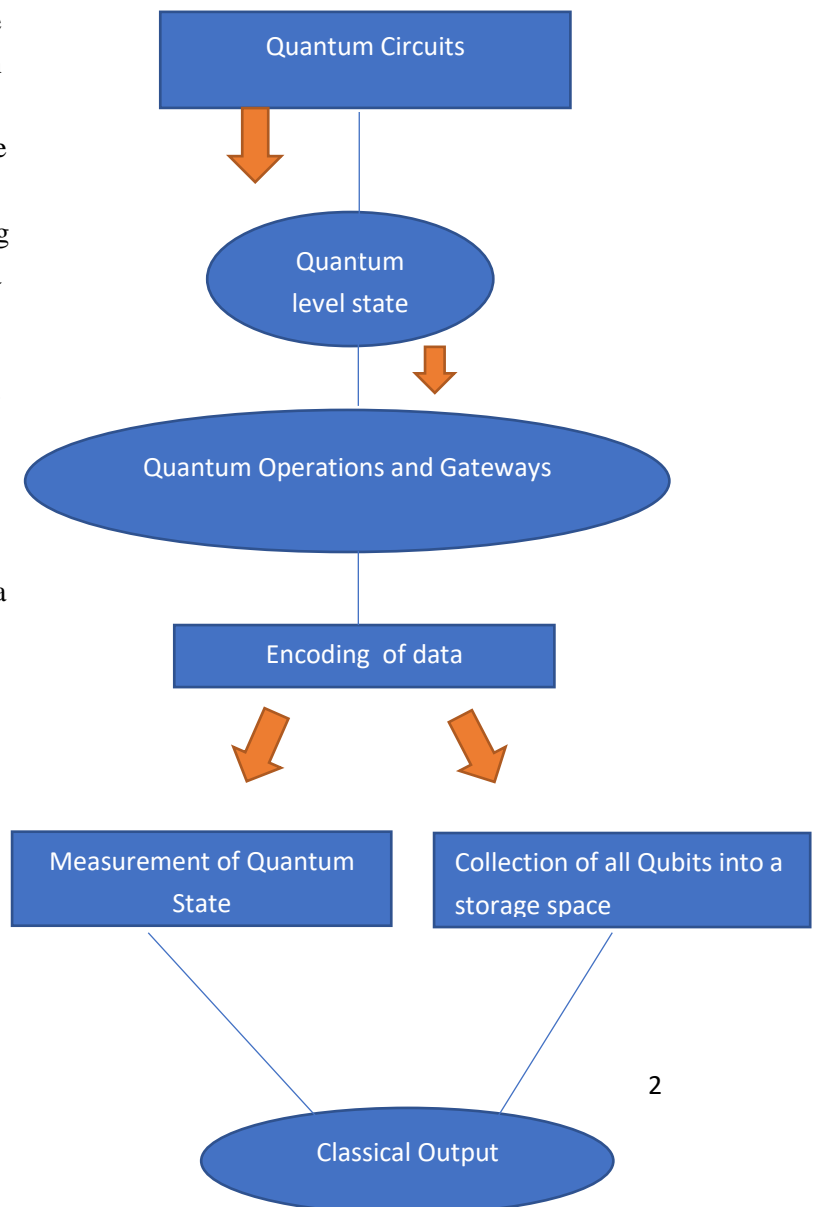 Quantum Circuits
e
g
Quantum
level state
Quantum Operations and Gateways
a
Encoding of data
Measurement of Quantum
State
Collection of all Qubits into a
storage space
2
Classical Output